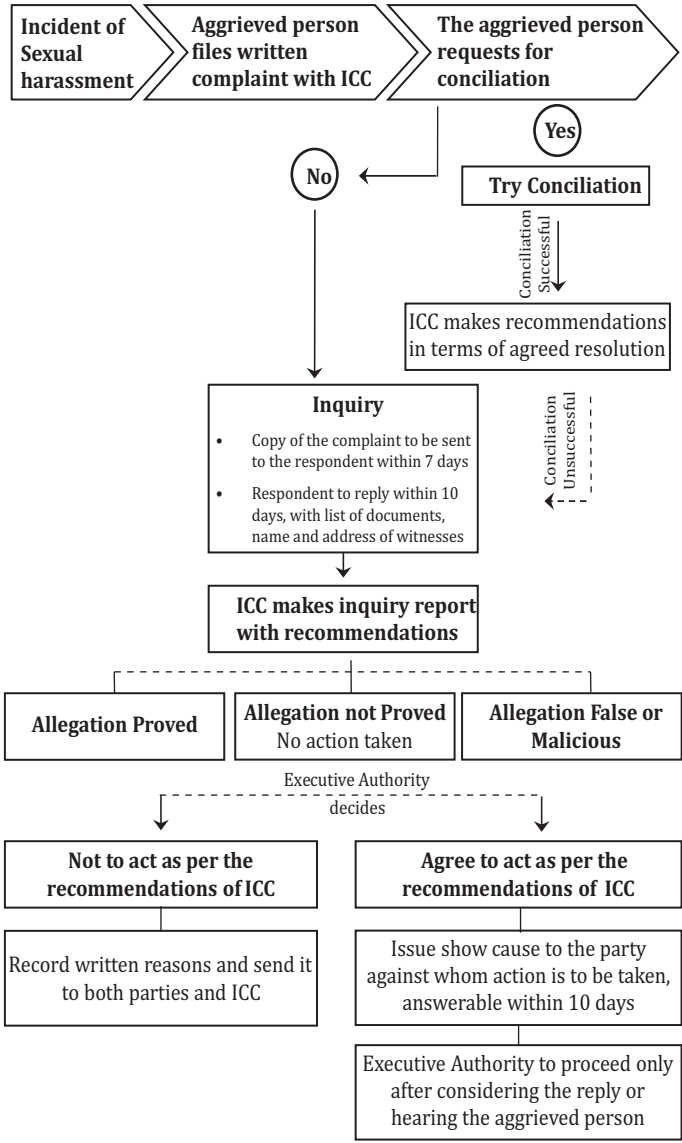 Incident of
Sexual
harassment
Aggrieved person
files written
complaint with ICC
The aggrieved person
requests for
conciliation
Yes
No
Try Conciliation
Conciliation
Successful
ICC makes recommendations
in terms of agreed resolution
Inquiry
• Copy of the complaint to be sent
to the respondent within 7 days
• Respondent to reply within 10
days, with list of documents,
name and address of witnesses
Conciliation
Unsuccessful
ICC makes inquiry report
with recommendations
Allegation Proved
Allegation not Proved
No action taken
Allegation False or
Malicious
Executive Authority
decides
Not to act as per the
recommendations of ICC
Agree to act as per the
recommendations of ICC
Record written reasons and send it
to both parties and ICC
Issue show cause to the party
against whom action is to be taken,
answerable within 10 days
Executive Authority to proceed only
after considering the reply or
hearing the aggrieved person